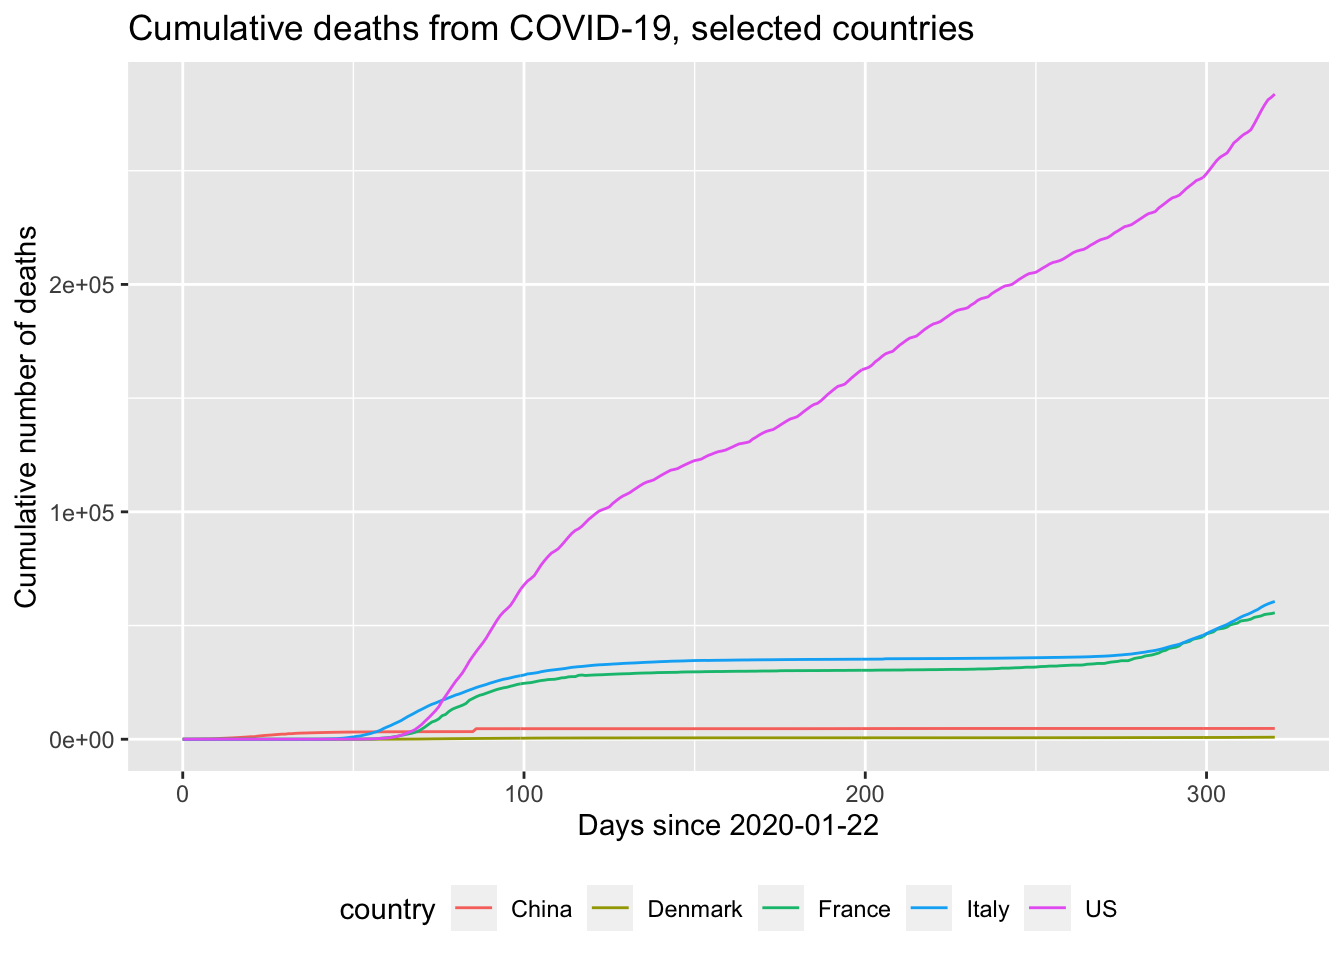 Cumulative deaths from COVID-19, selected countries
Cumulative number of deaths
2e+05
1e+05
0e+00
0 100 200 300
Days since 2020-01-22
country China Denmark France Italy US